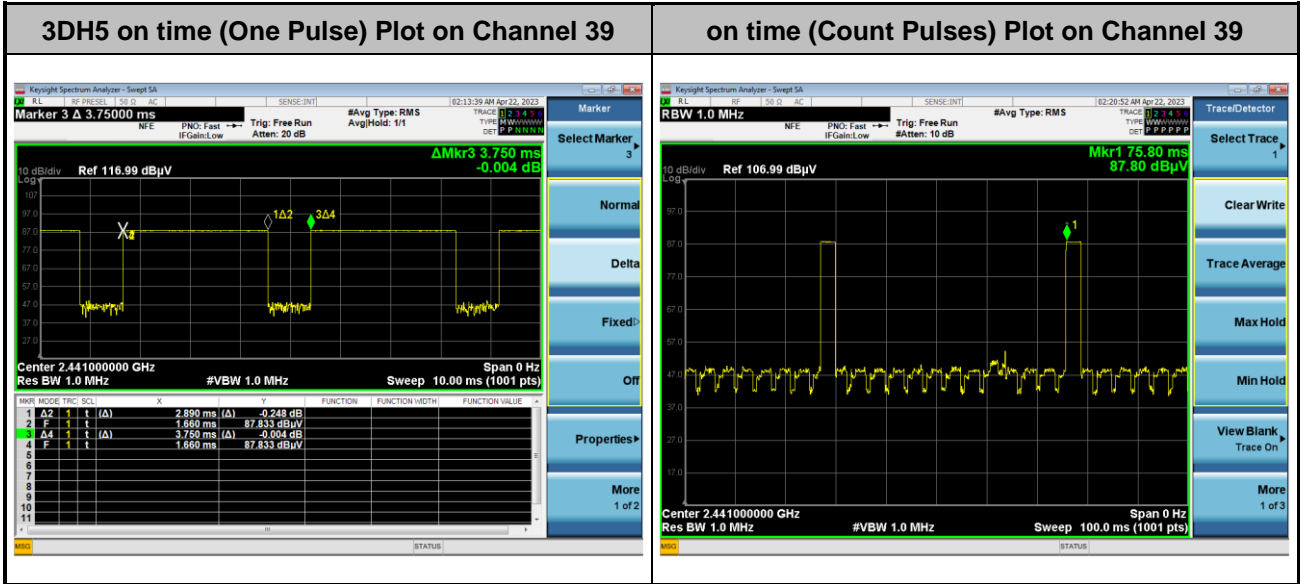 3DH5 on time (One Pulse) Plot on Channel 39
on time (Count Pulses) Plot on Channel 39
Keysight Spectrum Analyzer - Swept SA
RL RF PRESEL 50 Ω AC SENSE:INT 02:13:39 AM Apr 22, 2023
Marker 3 Δ 3.75000 ms
NFE PNO: Fast IFGain:Low
Trig: Free Run
Atten: 20 dB
#Avg Type: RMS
Avg|Hold: 1/1
TRACE 1 2 3 4 5 6
TYPE MWWWWW
DET P P N N N N
ΔMkr3 3.750 ms
-0.004 dB
10 dB/div Ref 116.99 dBµV
Log
107
97.0
87.0
77.0
67.0
57.0
47.0
37.0
27.0
1Δ2 3Δ4
Center 2.441000000 GHz Span 0 Hz
Res BW 1.0 MHz #VBW 1.0 MHz Sweep 10.00 ms (1001 pts)
MKR MODE TRC SCL X Y FUNCTION FUNCTION WIDTH FUNCTION VALUE
1 Δ2 1 t (Δ) 2.890 ms (Δ) -0.248 dB
2 F 1 t 1.660 ms 87.833 dBµV
3 Δ4 1 t (Δ) 3.750 ms (Δ) -0.004 dB
4 F 1 t 1.660 ms 87.833 dBµV
5
6
7
8
9
10
11
MSG STATUS
Marker
Select Marker
3
Normal
Delta
Fixed
Off
Properties
More
1 of 2
Keysight Spectrum Analyzer - Swept SA
RL RF 50 Ω AC SENSE:INT 02:20:52 AM Apr 22, 2023
RBW 1.0 MHz
NFE PNO: Fast IFGain:Low
Trig: Free Run
#Atten: 10 dB
#Avg Type: RMS
TRACE 1 2 3 4 5 6
TYPE WWWWWW
DET P P P P P P
Mkr1 75.80 ms
87.80 dBµV
10 dB/div Ref 106.99 dBµV
Log
97.0
87.0
77.0
67.0
57.0
47.0
37.0
27.0
17.0
1
Center 2.441000000 GHz Span 0 Hz
Res BW 1.0 MHz #VBW 1.0 MHz Sweep 100.0 ms (1001 pts)
MSG STATUS
Trace/Detector
Select Trace
1
Clear Write
Trace Average
Max Hold
Min Hold
View Blank
Trace On
More
1 of 3